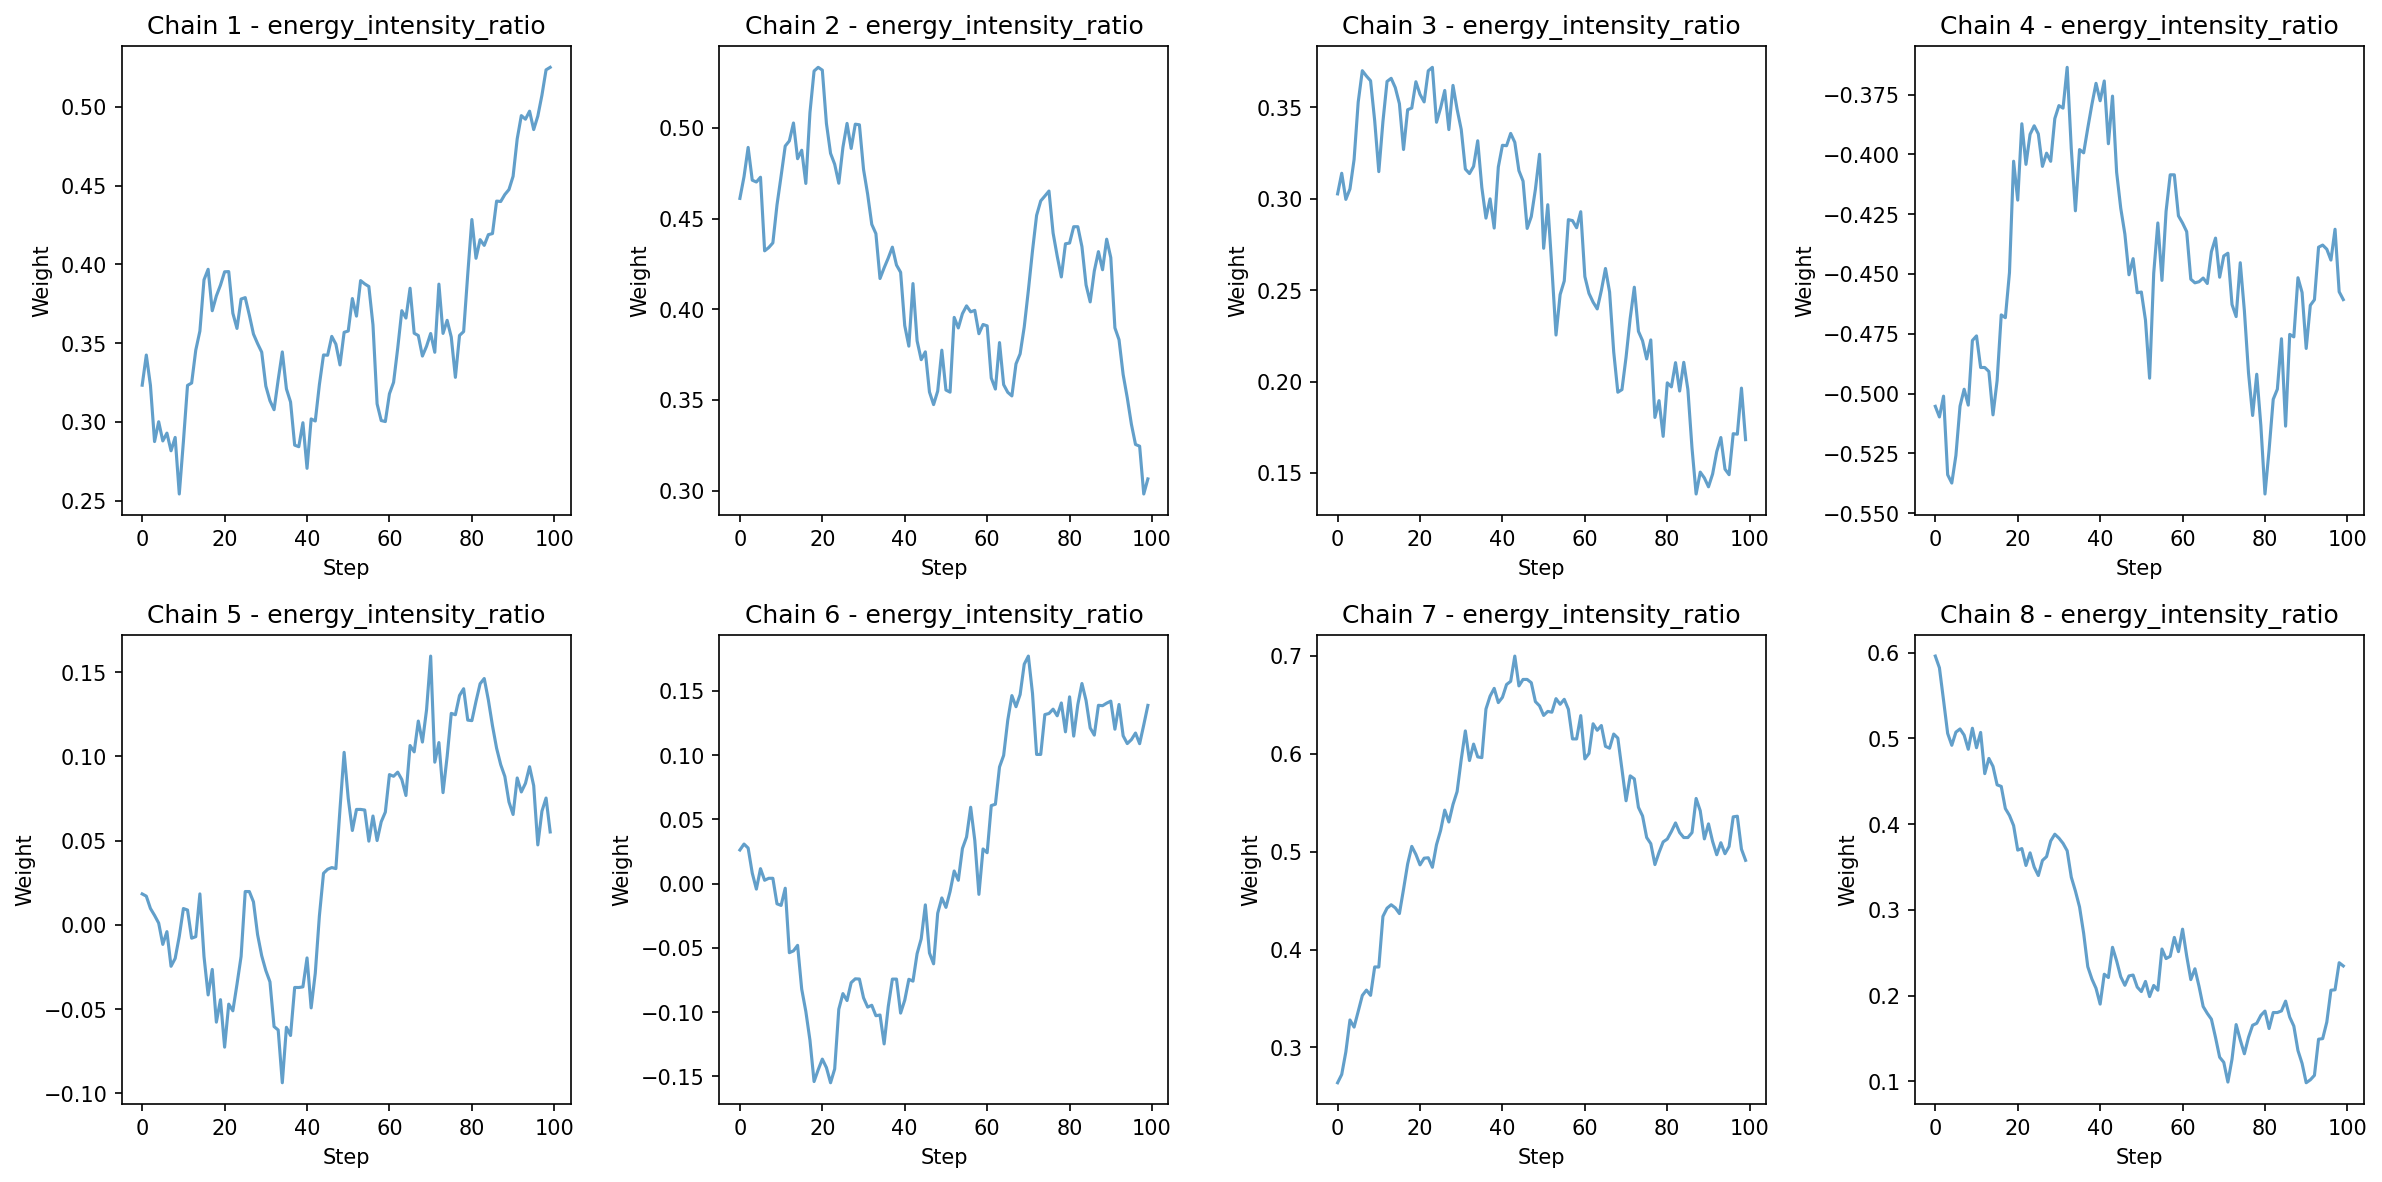 Chain 1 - energy_intensity_ratio
Weight
0.50
0.45
0.40
0.35
0.30
0.25
0 20 40 60 80 100
Step
Chain 2 - energy_intensity_ratio
Weight
0.50
0.45
0.40
0.35
0.30
0 20 40 60 80 100
Step
Chain 3 - energy_intensity_ratio
Weight
0.35
0.30
0.25
0.20
0.15
0 20 40 60 80 100
Step
Chain 4 - energy_intensity_ratio
Weight
−0.375
−0.400
−0.425
−0.450
−0.475
−0.500
−0.525
−0.550
0 20 40 60 80 100
Step
Chain 5 - energy_intensity_ratio
Weight
0.15
0.10
0.05
0.00
−0.05
−0.10
0 20 40 60 80 100
Step
Chain 6 - energy_intensity_ratio
Weight
0.15
0.10
0.05
0.00
−0.05
−0.10
−0.15
0 20 40 60 80 100
Step
Chain 7 - energy_intensity_ratio
Weight
0.7
0.6
0.5
0.4
0.3
0 20 40 60 80 100
Step
Chain 8 - energy_intensity_ratio
Weight
0.6
0.5
0.4
0.3
0.2
0.1
0 20 40 60 80 100
Step